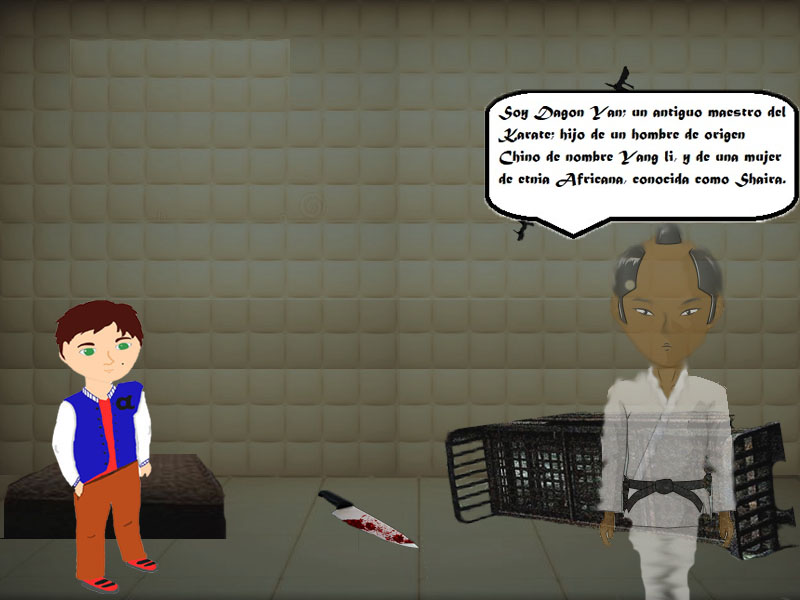 Soy Dagon Yan; un antiguo maestro del
Karate; hijo de un hombre de origen
Chino de nombre Yang li, y de una mujer
de etnia Africana, conocida como Shaira.
α